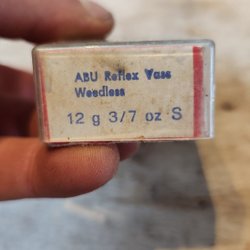 ABU Reflex Vass
Weedless
12 g 3/7 oz S